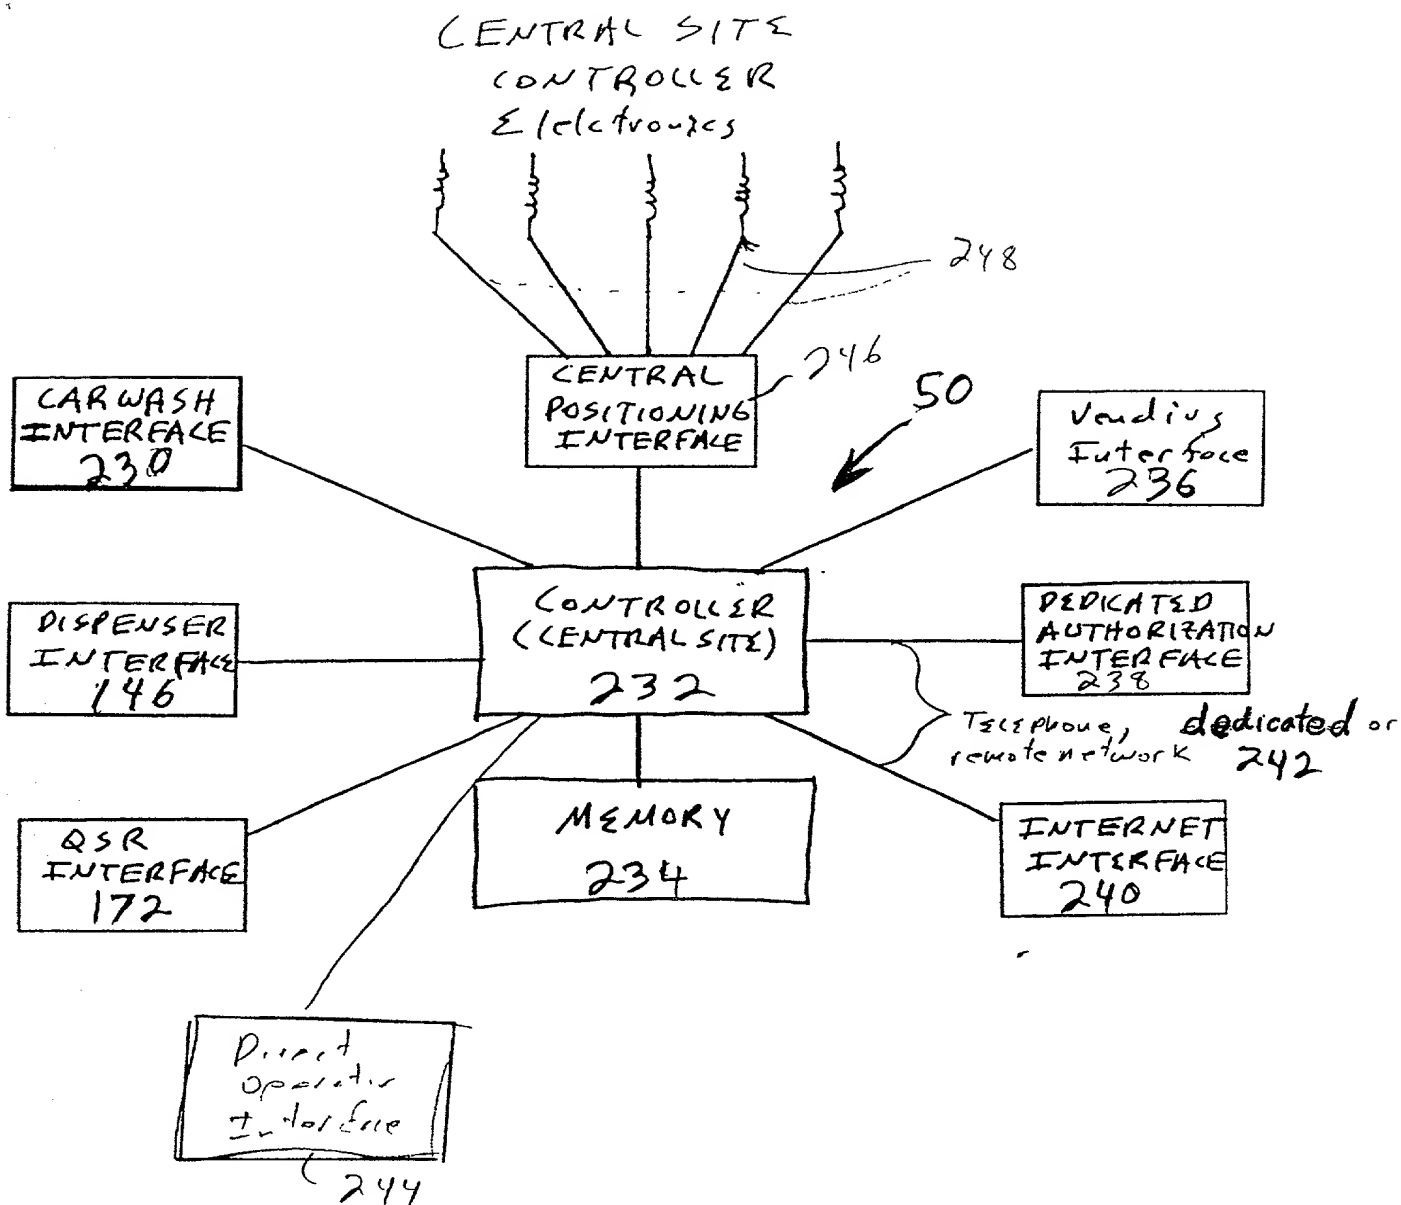 CENTRAL SITE
CONTROLLER
Electronics
248
CENTRAL
POSITIONING
INTERFACE
246
50
CAR WASH
INTERFACE
230
Vending
Interface
236
DISPENSER
INTERFACE
146
CONTROLLER
(CENTRAL SITE)
232
DEDICATED
AUTHORIZATION
INTERFACE
238
Telephone, dedicated or
remote network 242
QSR
INTERFACE
172
MEMORY
234
INTERNET
INTERFACE
240
Direct
Operator
Interface
244